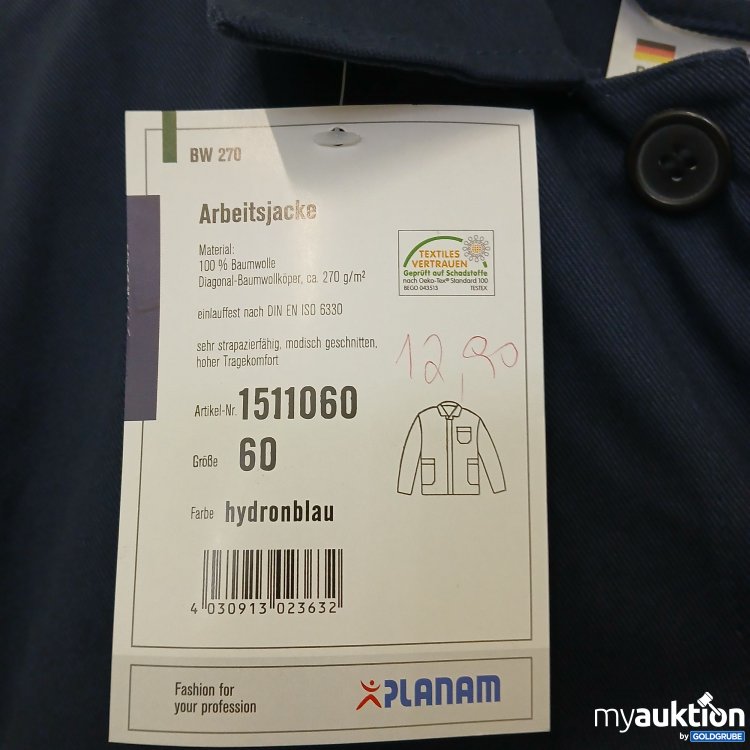 BW 270
Arbeitsjacke
Material:
100 % Baumwolle
Diagonal-Baumwollköper, ca. 270 g/m²
einlauffest nach DIN EN ISO 6330
sehr strapazierfähig, modisch geschnitten,
hoher Tragekomfort
TEXTILES
VERTRAUEN
Geprüft auf Schadstoffe
nach Oeko-Tex® Standard 100
BEGO 043513 TESTEX
12,90
Artikel-Nr. 1511060
Größe 60
Farbe hydronblau
4 030913 023632
Fashion for
your profession
PLANAM
myauktion
by GOLDGRUBE